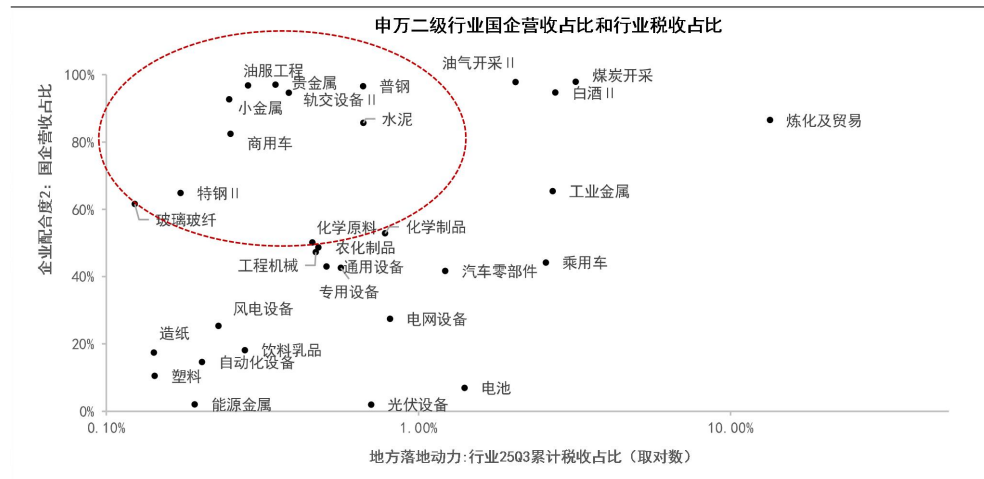 申万二级行业国企营收占比和行业税收占比
企业配合度2：国企营收占比
100%
80%
60%
40%
20%
0%
油气开采Ⅱ
煤炭开采
白酒Ⅱ
炼化及贸易
油服工程
贵金属
普钢
小金属
轨交设备Ⅱ
水泥
商用车
特钢Ⅱ
工业金属
玻璃玻纤
化学原料
化学制品
农化制品
工程机械
通用设备
汽车零部件
乘用车
专用设备
风电设备
电网设备
造纸
饮料乳品
自动化设备
塑料
电池
能源金属
光伏设备
0.10%
1.00%
10.00%
地方落地动力:行业25Q3累计税收占比（取对数）